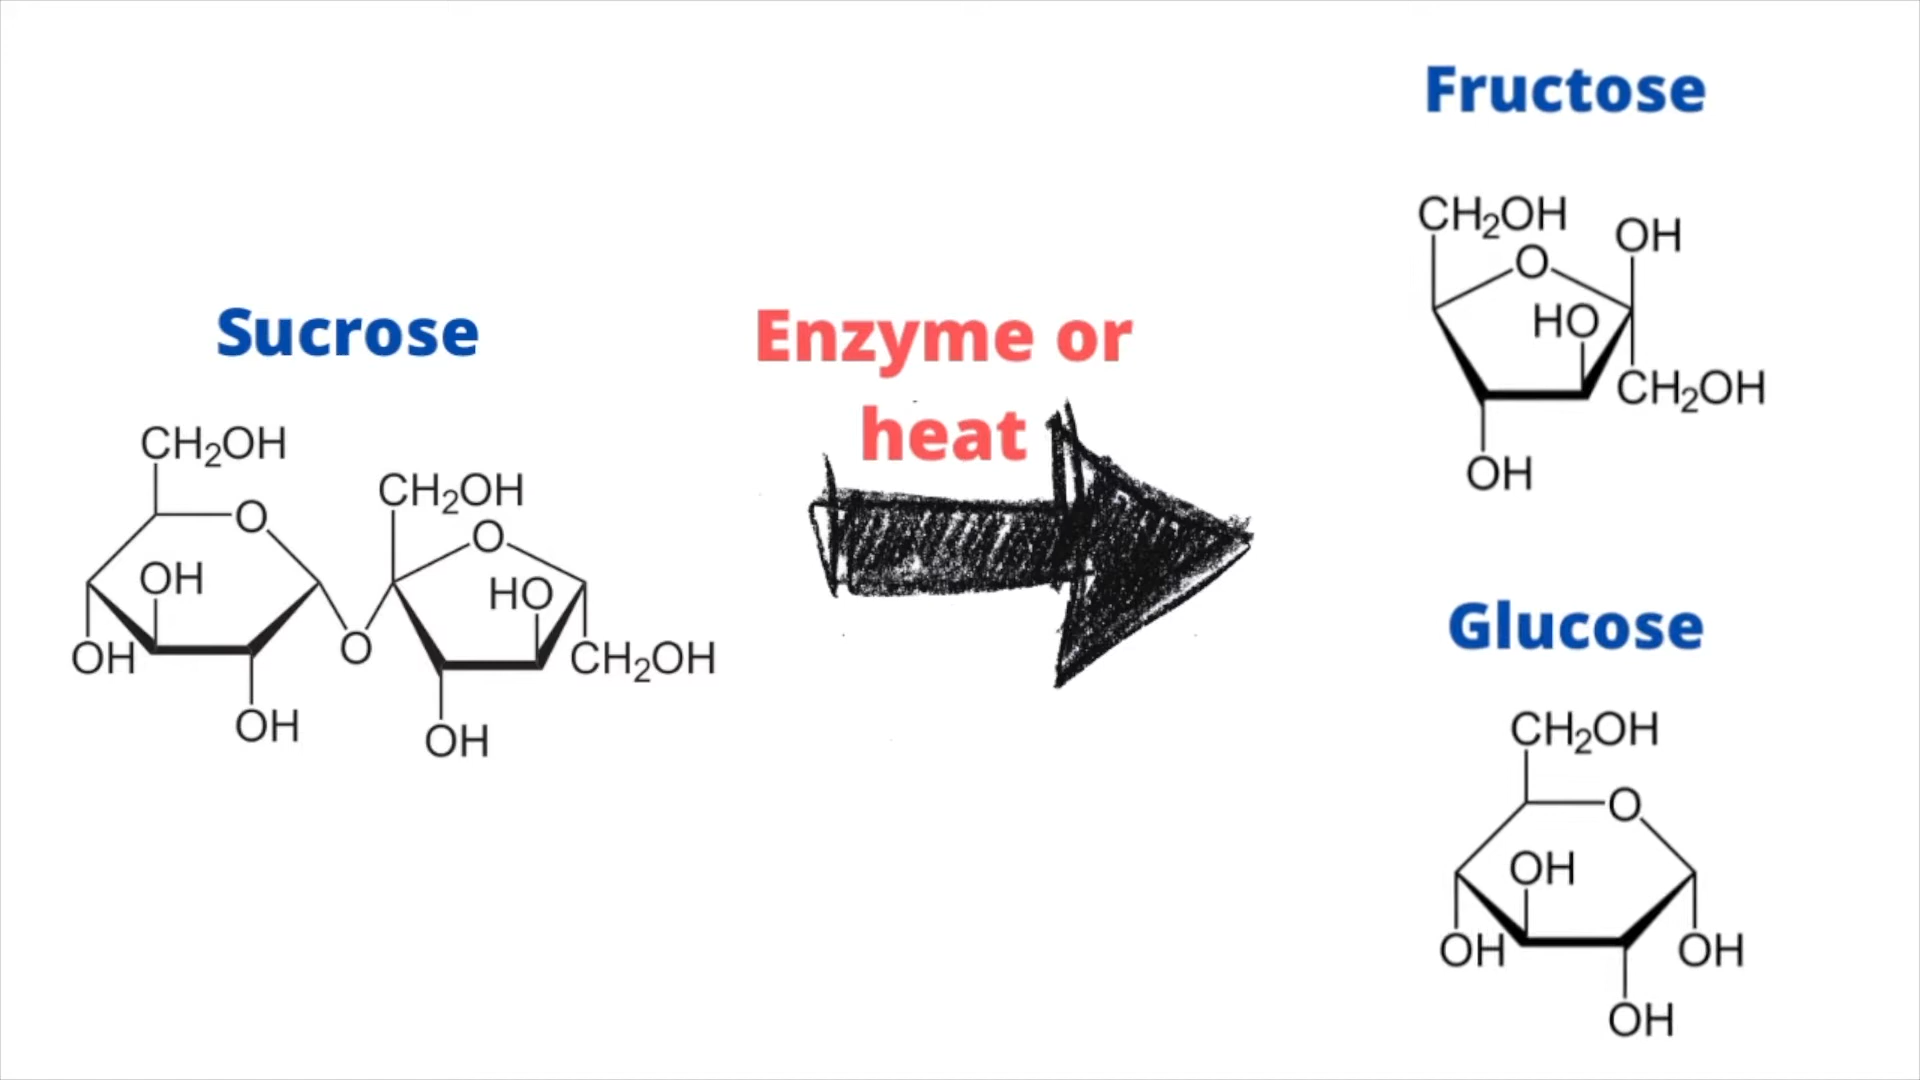 Sucrose
CH₂OH
O
OH
OH
OH
O
CH₂OH
O
HO
CH₂OH
OH
Enzyme or
heat
Fructose
CH₂OH
OH
O
HO
CH₂OH
OH
Glucose
CH₂OH
O
OH
OH
OH
OH